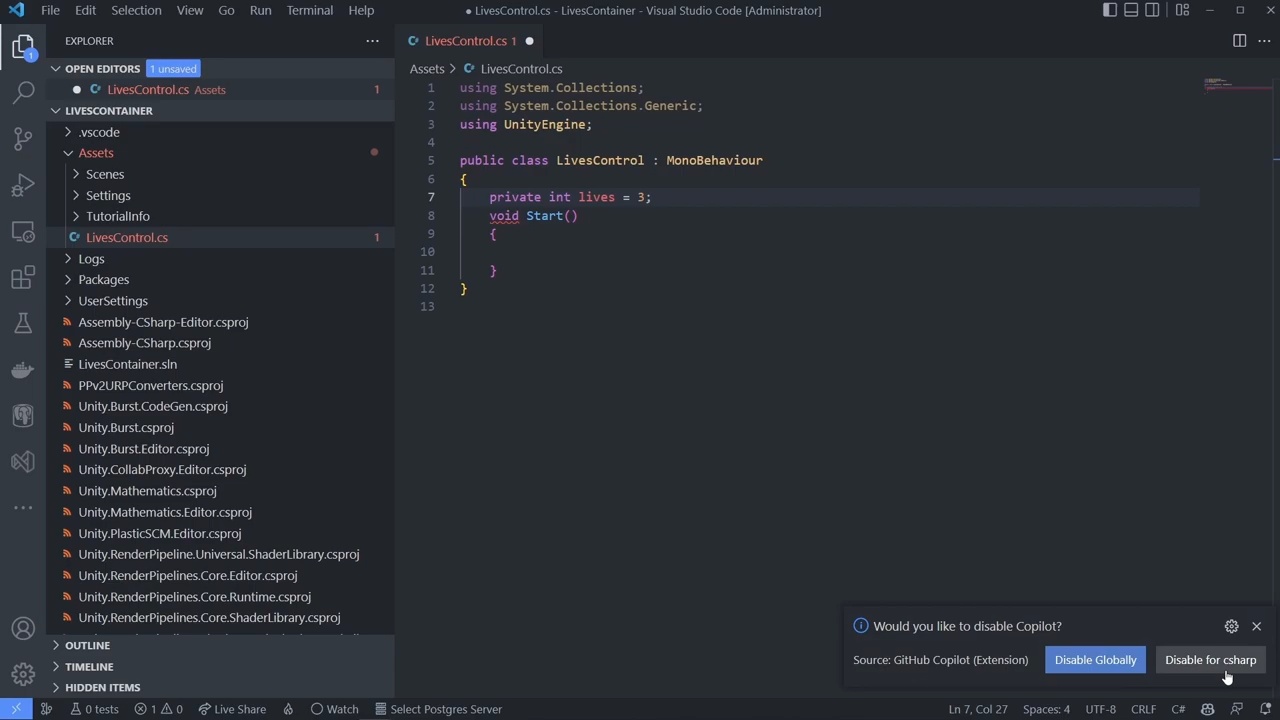 File Edit Selection View Go Run Terminal Help
● LivesControl.cs - LivesContainer - Visual Studio Code [Administrator]
EXPLORER
OPEN EDITORS 1 unsaved
LivesControl.cs Assets 1
LIVESCONTAINER
.vscode
Assets
Scenes
Settings
TutorialInfo
LivesControl.cs 1
Logs
Packages
UserSettings
Assembly-CSharp-Editor.csproj
Assembly-CSharp.csproj
LivesContainer.sln
PPv2URPConverters.csproj
Unity.Burst.CodeGen.csproj
Unity.Burst.csproj
Unity.Burst.Editor.csproj
Unity.CollabProxy.Editor.csproj
Unity.Mathematics.csproj
Unity.Mathematics.Editor.csproj
Unity.PlasticSCM.Editor.csproj
Unity.RenderPipeline.Universal.ShaderLibrary.csproj
Unity.RenderPipelines.Core.Editor.csproj
Unity.RenderPipelines.Core.Runtime.csproj
Unity.RenderPipelines.Core.ShaderLibrary.csproj
OUTLINE
TIMELINE
HIDDEN ITEMS
1
LivesControl.cs 1
Assets > LivesControl.cs
1 using System.Collections;
2 using System.Collections.Generic;
3 using UnityEngine;
4
5 public class LivesControl : MonoBehaviour
6 {
7 private int lives = 3;
8 void Start()
9 {
10
11 }
12 }
13
Would you like to disable Copilot?
Source: GitHub Copilot (Extension) Disable Globally Disable for csharp
0 tests 1 0 Live Share Watch Select Postgres Server Ln 7, Col 27 Spaces: 4 UTF-8 CRLF C#